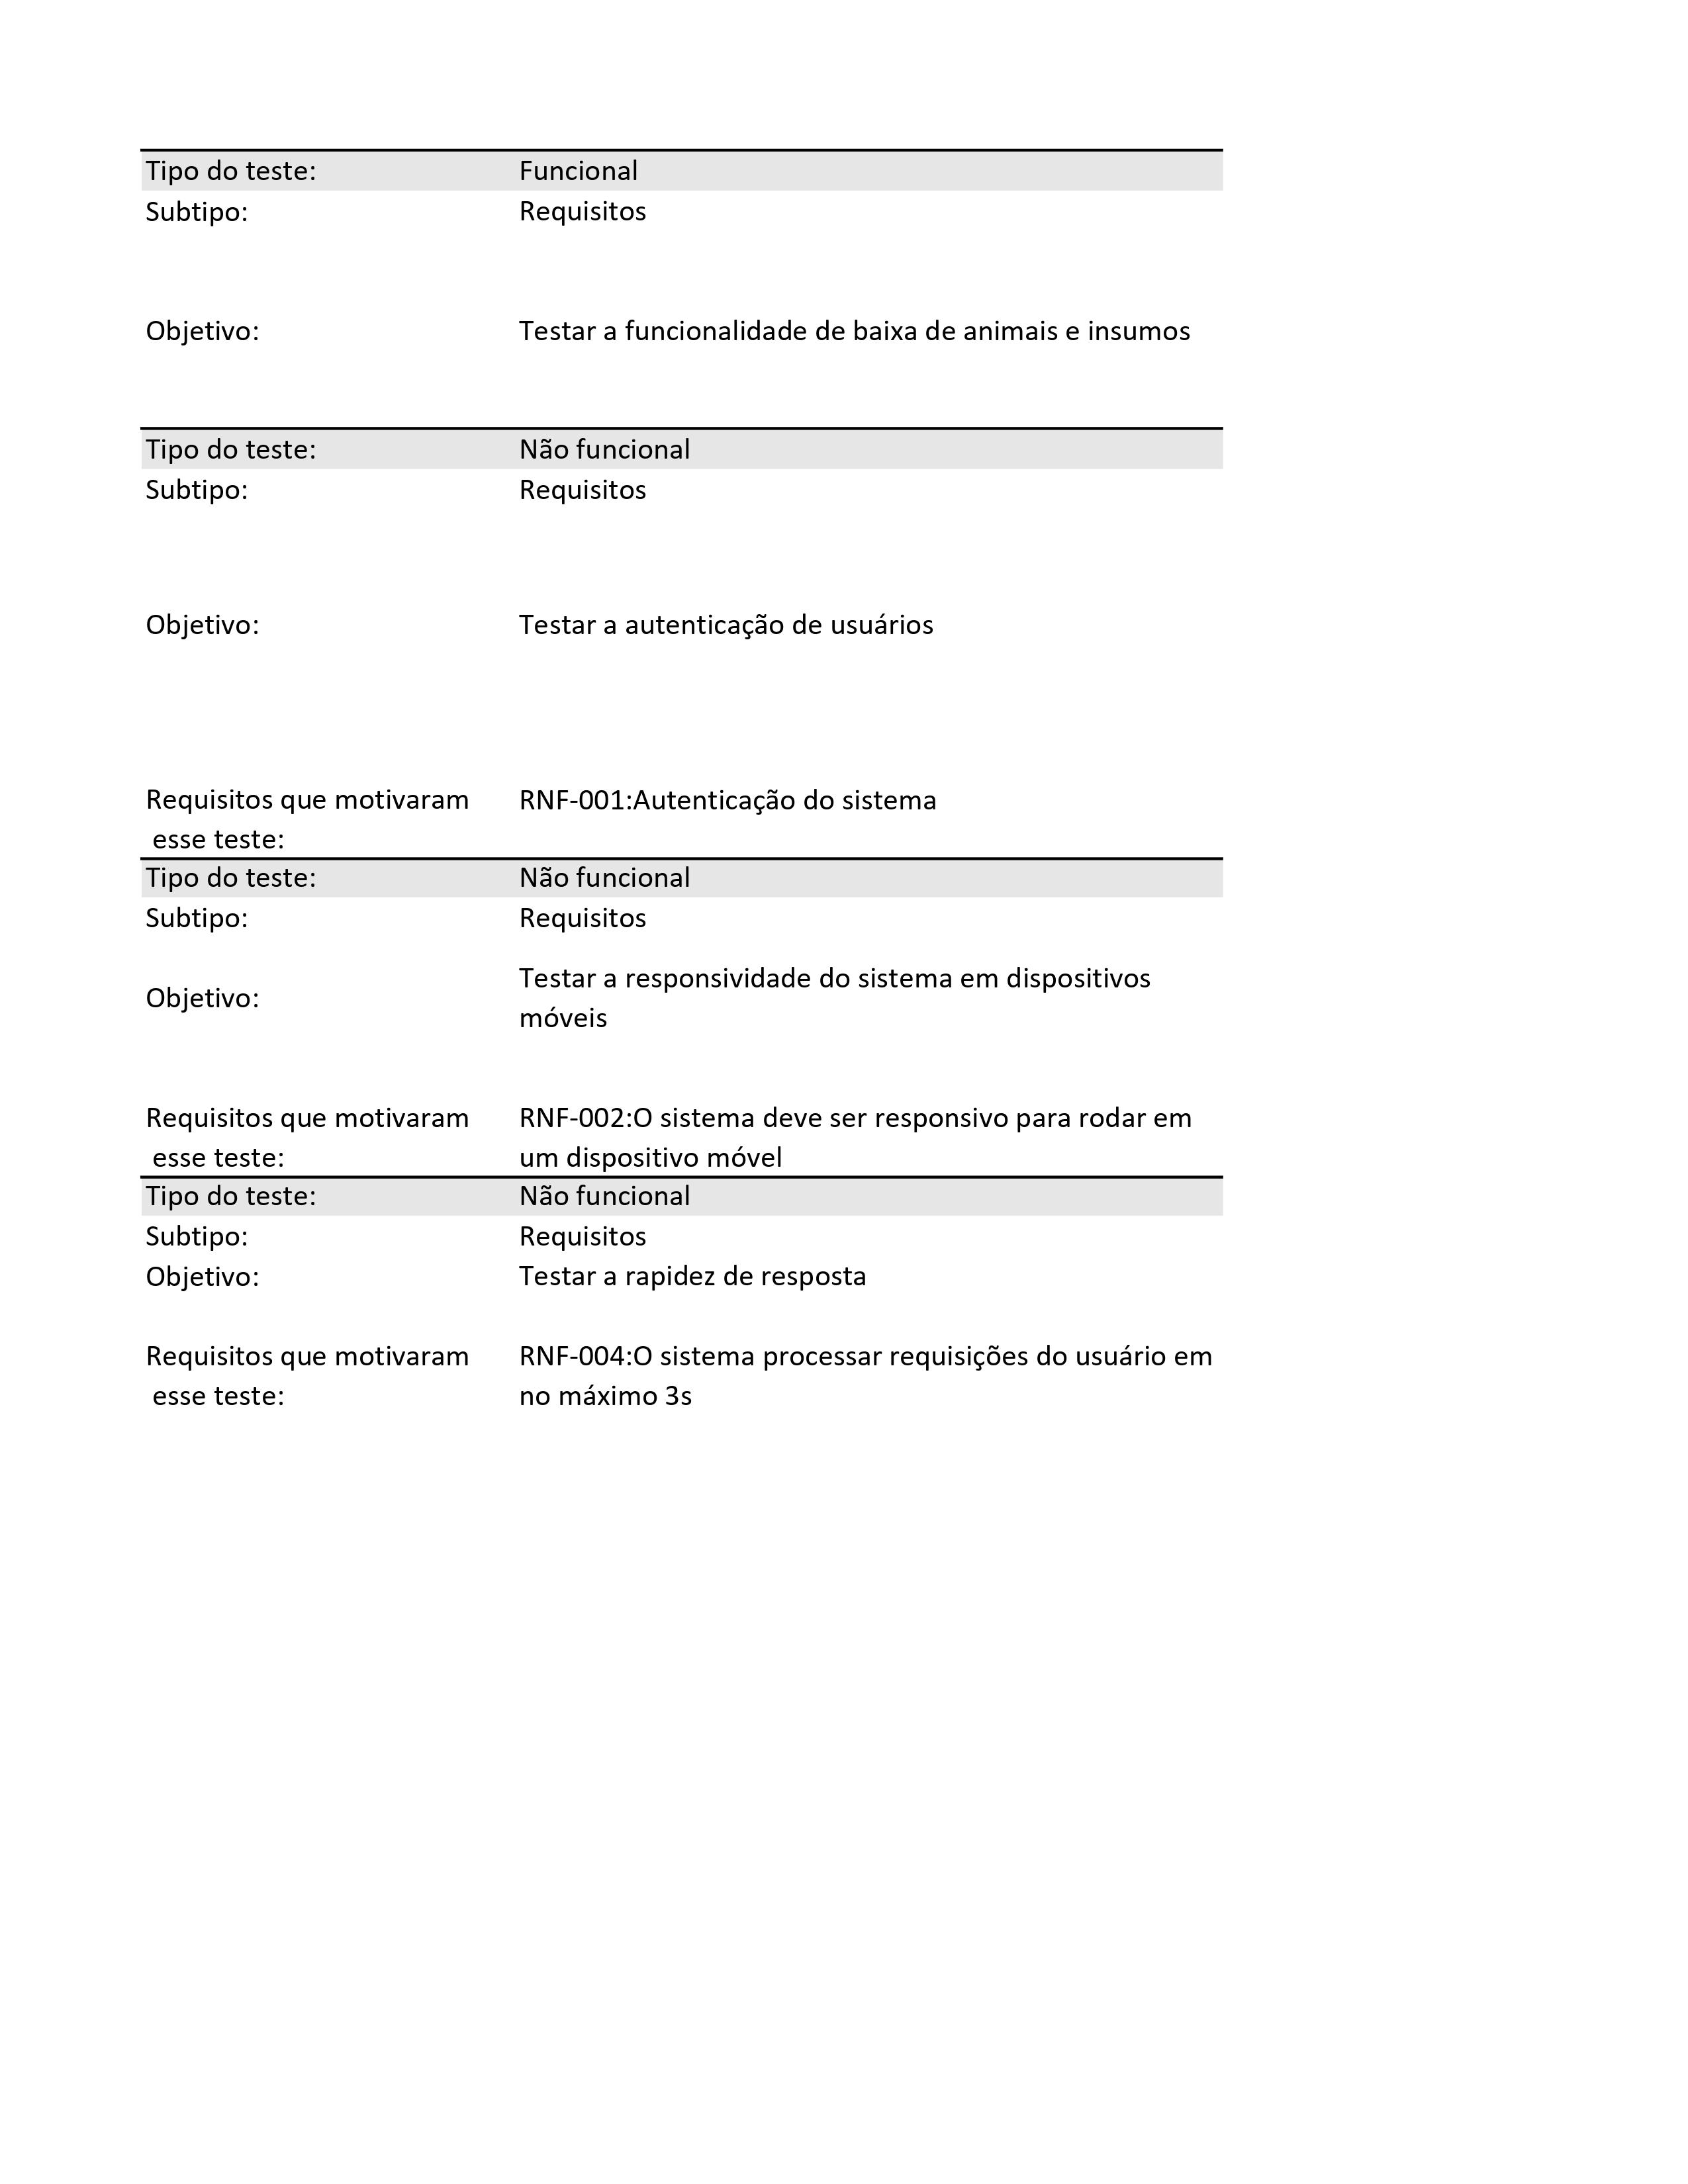 Tipo do teste: Funcional
Subtipo: Requisitos
Objetivo: Testar a funcionalidade de baixa de animais e insumos
Tipo do teste: Não funcional
Subtipo: Requisitos
Objetivo: Testar a autenticação de usuários
Requisitos que motivaram RNF-001:Autenticação do sistema
esse teste:
Tipo do teste: Não funcional
Subtipo: Requisitos
Testar a responsividade do sistema em dispositivos
Objetivo:
móveis
Requisitos que motivaram RNF-002:O sistema deve ser responsivo para rodar em
esse teste: um dispositivo móvel
Tipo do teste: Não funcional
Subtipo: Requisitos
Objetivo: Testar a rapidez de resposta
Requisitos que motivaram RNF-004:O sistema processar requisições do usuário em
esse teste: no máximo 3s